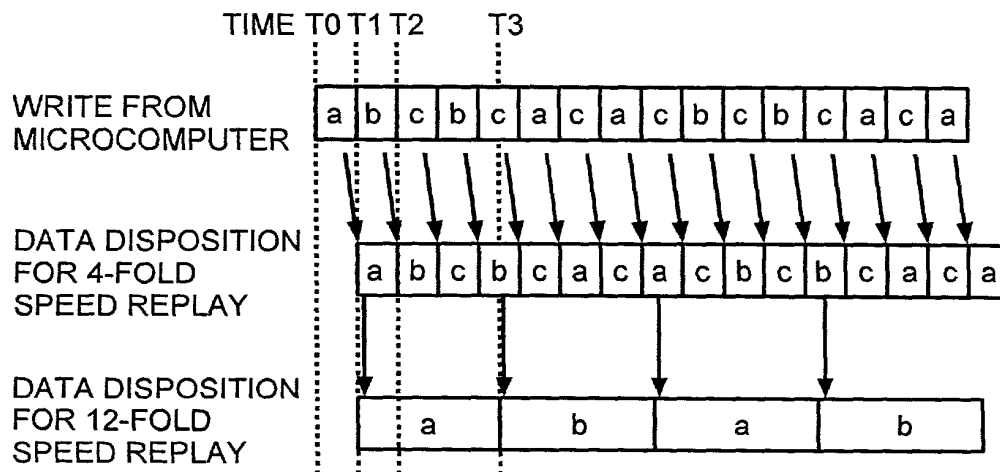 TIME T0 T1 T2 T3
WRITE FROM
MICROCOMPUTER
a b c b c a c a c b c b c a c a
DATA DISPOSITION
FOR 4-FOLD
SPEED REPLAY
a b c b c a c a c b c b c a c a
DATA DISPOSITION
FOR 12-FOLD
SPEED REPLAY
a b a b